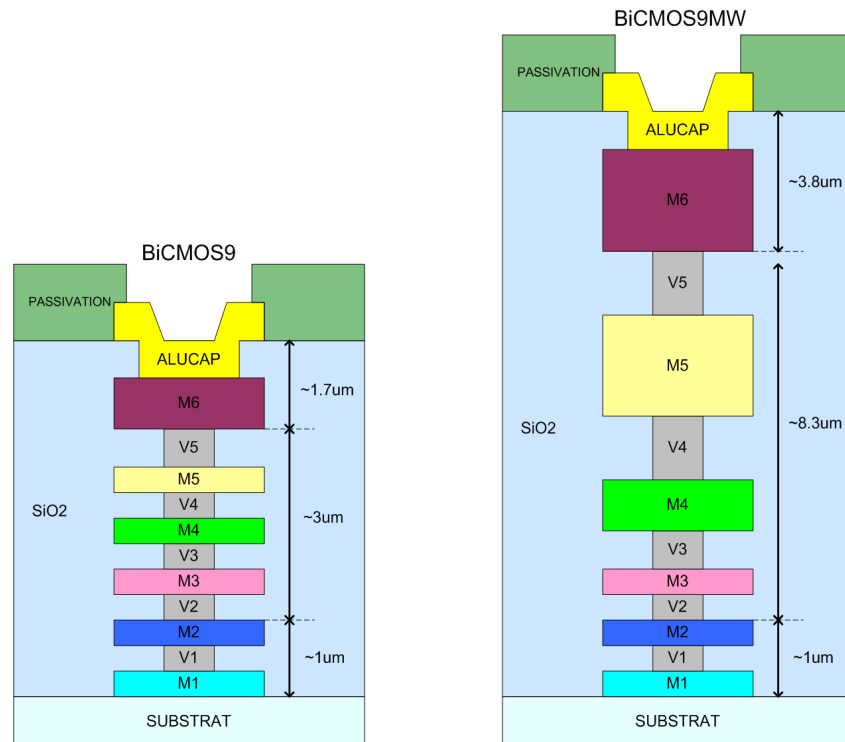 BiCMOS9
PASSIVATION
ALUCAP
M6
~1.7um
V5
M5
V4
SiO2
~3um
M4
V3
M3
V2
M2
V1
~1um
M1
SUBSTRAT
BiCMOS9MW
PASSIVATION
ALUCAP
~3.8um
M6
V5
M5
~8.3um
SiO2
V4
M4
V3
M3
V2
M2
V1
~1um
M1
SUBSTRAT